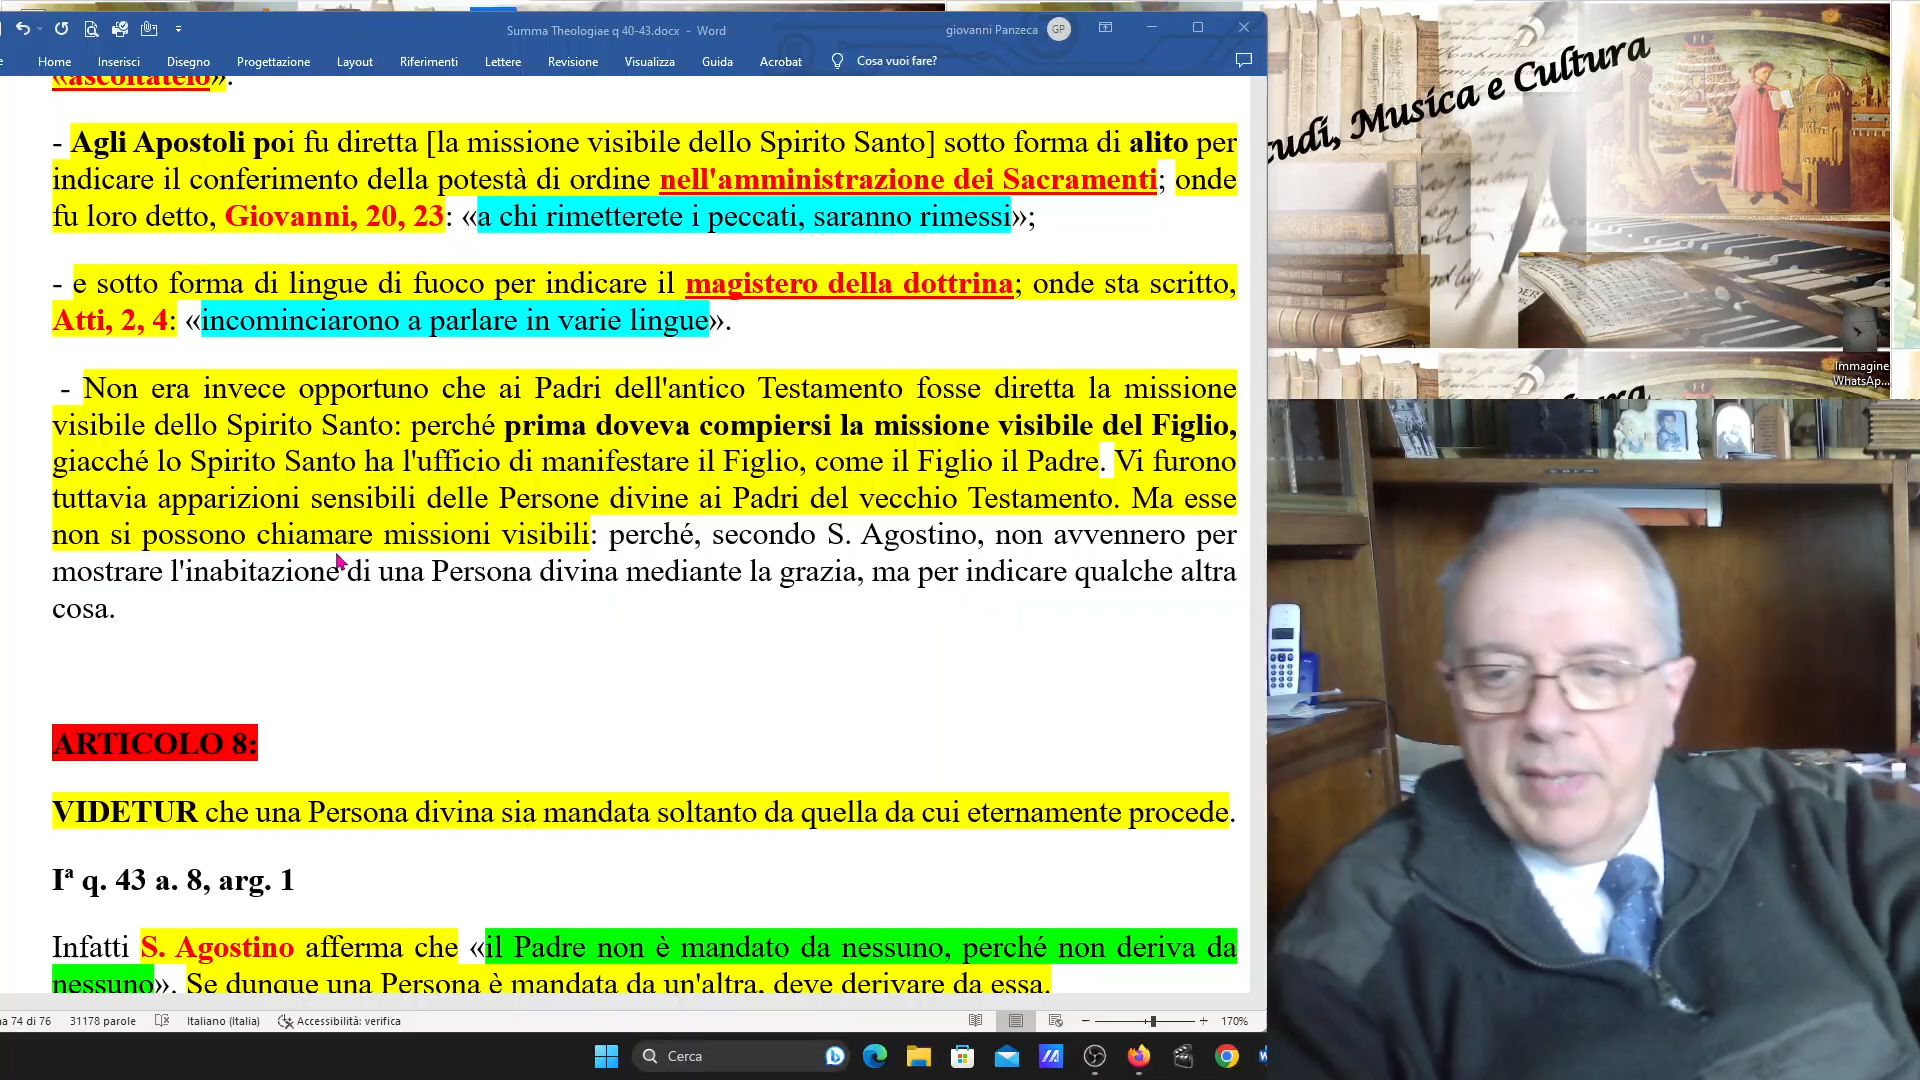 Summa Theologiae q 40-43.docx - Word
giovanni Panzeca
GP
Home
Inserisci
Disegno
Progettazione
Layout
Riferimenti
Lettere
Revisione
Visualizza
Guida
Acrobat
Cosa vuoi fare?
«ascoltatelo».
- Agli Apostoli poi fu diretta [la missione visibile dello Spirito Santo] sotto forma di alito per
indicare il conferimento della potestà di ordine nell'amministrazione dei Sacramenti; onde
fu loro detto, Giovanni, 20, 23: «a chi rimetterete i peccati, saranno rimessi»;
- e sotto forma di lingue di fuoco per indicare il magistero della dottrina; onde sta scritto,
Atti, 2, 4: «incominciarono a parlare in varie lingue».
- Non era invece opportuno che ai Padri dell'antico Testamento fosse diretta la missione
visibile dello Spirito Santo: perché prima doveva compiersi la missione visibile del Figlio,
giacché lo Spirito Santo ha l'ufficio di manifestare il Figlio, come il Figlio il Padre. Vi furono
tuttavia apparizioni sensibili delle Persone divine ai Padri del vecchio Testamento. Ma esse
non si possono chiamare missioni visibili: perché, secondo S. Agostino, non avvennero per
mostrare l'inabitazione di una Persona divina mediante la grazia, ma per indicare qualche altra
cosa.
ARTICOLO 8:
VIDETUR che una Persona divina sia mandata soltanto da quella da cui eternamente procede.
Iª q. 43 a. 8, arg. 1
Infatti S. Agostino afferma che «il Padre non è mandato da nessuno, perché non deriva da
nessuno». Se dunque una Persona è mandata da un'altra, deve derivare da essa.
na 74 di 76
31178 parole
Italiano (Italia)
Accessibilità: verifica
170%
Cerca
tudi, Musica e Cultura
Immagine
WhatsAp...